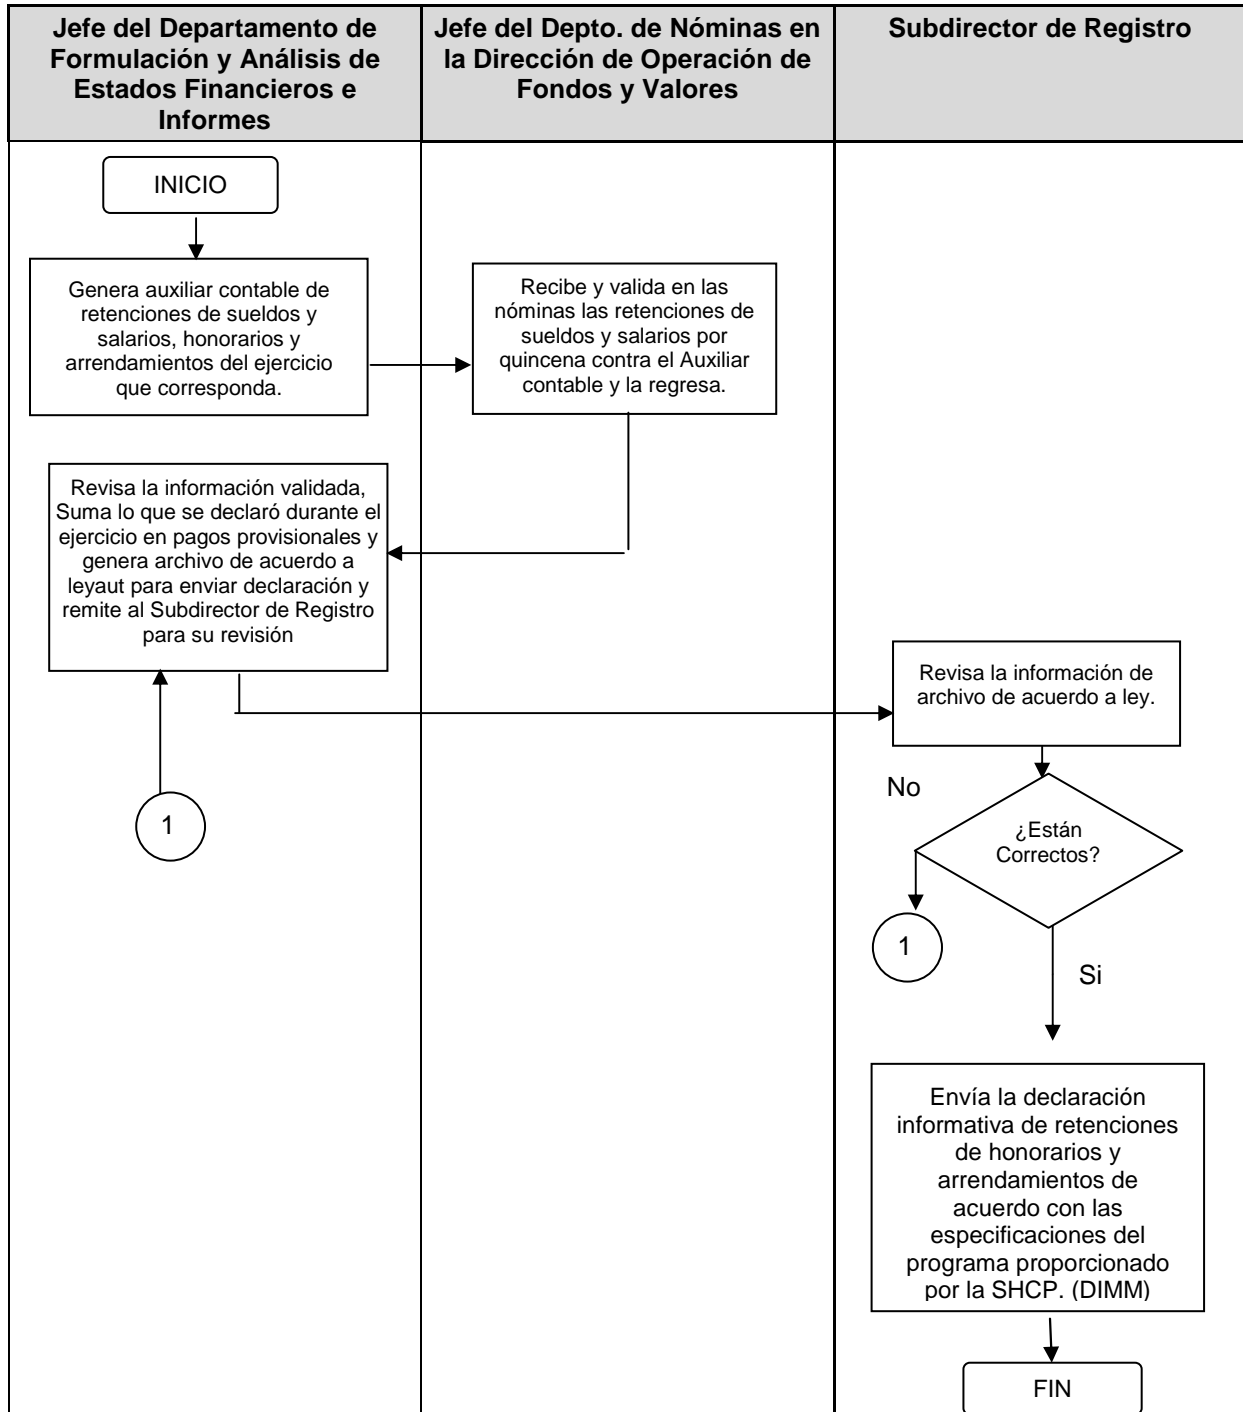 Jefe del Departamento de
Formulación y Análisis de
Estados Financieros e
Informes
Jefe del Depto. de Nóminas en
la Dirección de Operación de
Fondos y Valores
Subdirector de Registro
INICIO
Genera auxiliar contable de
retenciones de sueldos y
salarios, honorarios y
arrendamientos del ejercicio
que corresponda.
Recibe y valida en las
nóminas las retenciones de
sueldos y salarios por
quincena contra el Auxiliar
contable y la regresa.
Revisa la información validada,
Suma lo que se declaró durante el
ejercicio en pagos provisionales y
genera archivo de acuerdo a
leyaut para enviar declaración y
remite al Subdirector de Registro
para su revisión
Revisa la información de
archivo de acuerdo a ley.
No
¿Están
Correctos?
1
1
Si
Envía la declaración
informativa de retenciones
de honorarios y
arrendamientos de
acuerdo con las
especificaciones del
programa proporcionado
por la SHCP. (DIMM)
FIN